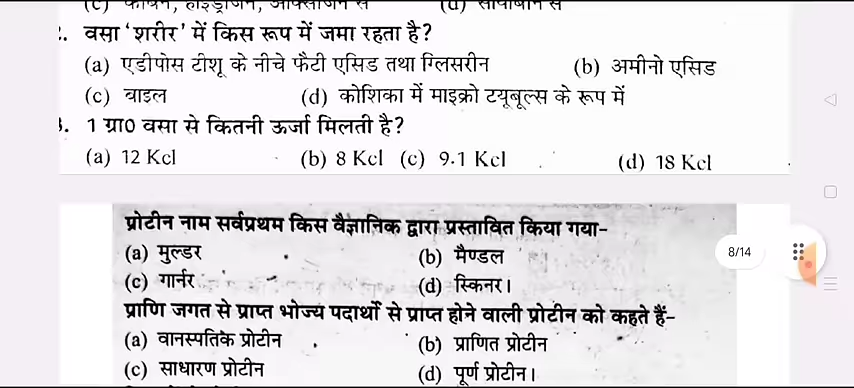 2. वसा 'शरीर' में किस रूप में जमा रहता है?
(a) एडीपोस टीशू के नीचे फैटी एसिड तथा ग्लिसरीन (b) अमीनो एसिड
(c) वाइल (d) कोशिका में माइक्रो टयूबूल्स के रूप में
3. 1 ग्रा0 वसा से कितनी ऊर्जा मिलती है?
(a) 12 Kcl (b) 8 Kcl (c) 9.1 Kcl (d) 18 Kcl
प्रोटीन नाम सर्वप्रथम किस वैज्ञानिक द्वारा प्रस्तावित किया गया-
(a) मुल्डर (b) मैण्डल
8/14
(c) गार्नर (d) स्किनर।
प्राणि जगत से प्राप्त भोज्य पदार्थों से प्राप्त होने वाली प्रोटीन को कहते हैं-
(a) वानस्पतिक प्रोटीन (b) प्राणित प्रोटीन
(c) साधारण प्रोटीन (d) पूर्ण प्रोटीन।